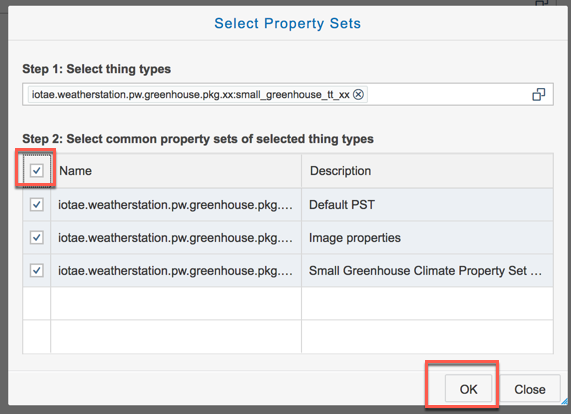 Select Property Sets
Step 1: Select thing types
iotae.weatherstation.pw.greenhouse.pkg.xx:small_greenhouse_tt_xx
Step 2: Select common property sets of selected thing types
Name Description
iotae.weatherstation.pw.greenhouse.pkg.... Default PST
iotae.weatherstation.pw.greenhouse.pkg.... Image properties
iotae.weatherstation.pw.greenhouse.pkg.... Small Greenhouse Climate Property Set ...
OK Close